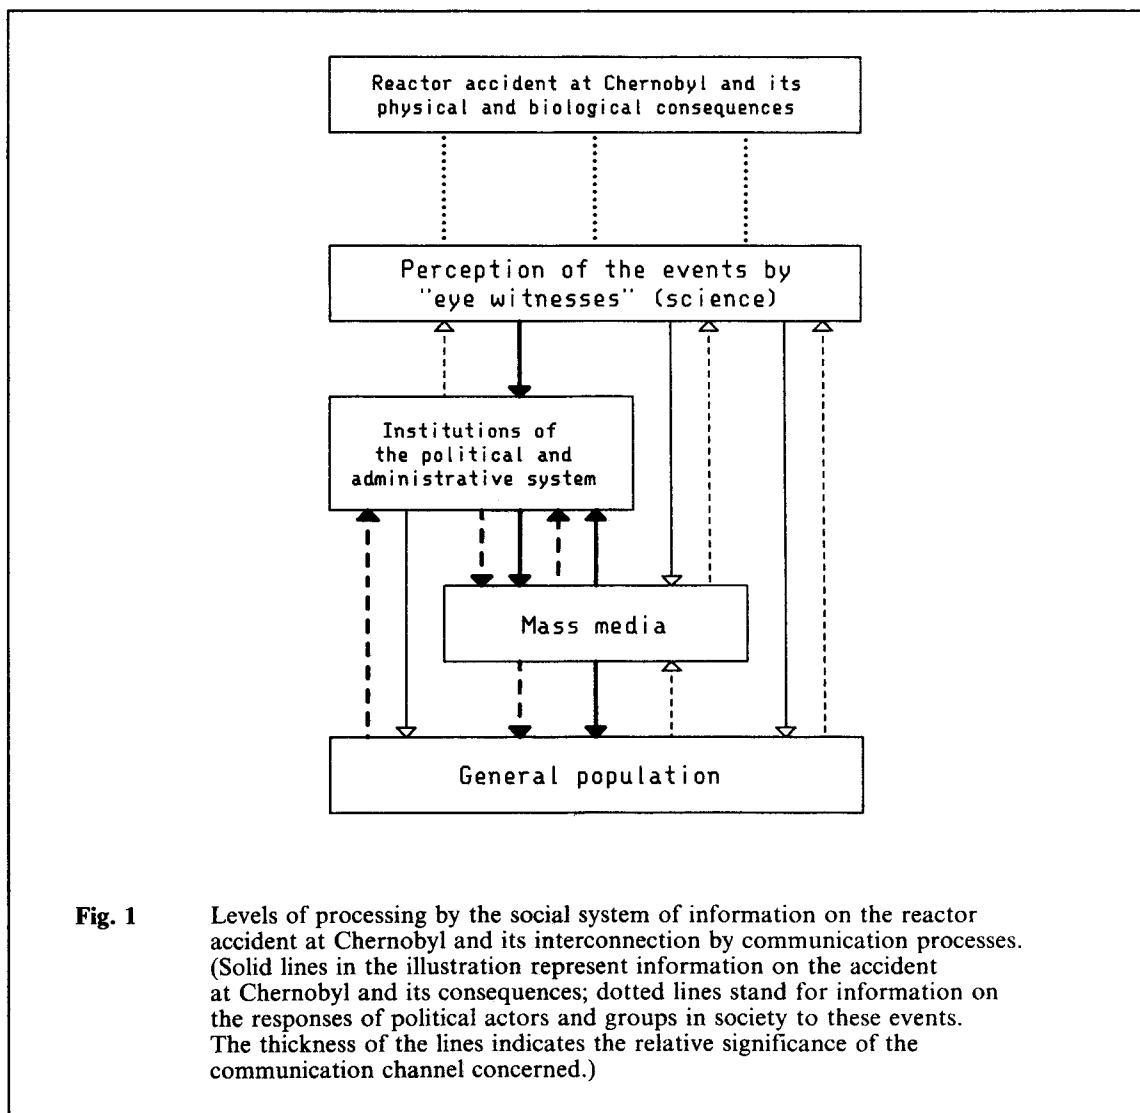 Reactor accident at Chernobyl and its
physical and biological consequences
Perception of the events by
"eye witnesses" (science)
Institutions of
the political and
administrative system
Mass media
General population
Fig. 1 Levels of processing by the social system of information on the reactor
accident at Chernobyl and its interconnection by communication processes.
(Solid lines in the illustration represent information on the accident
at Chernobyl and its consequences; dotted lines stand for information on
the responses of political actors and groups in society to these events.
The thickness of the lines indicates the relative significance of the
communication channel concerned.)